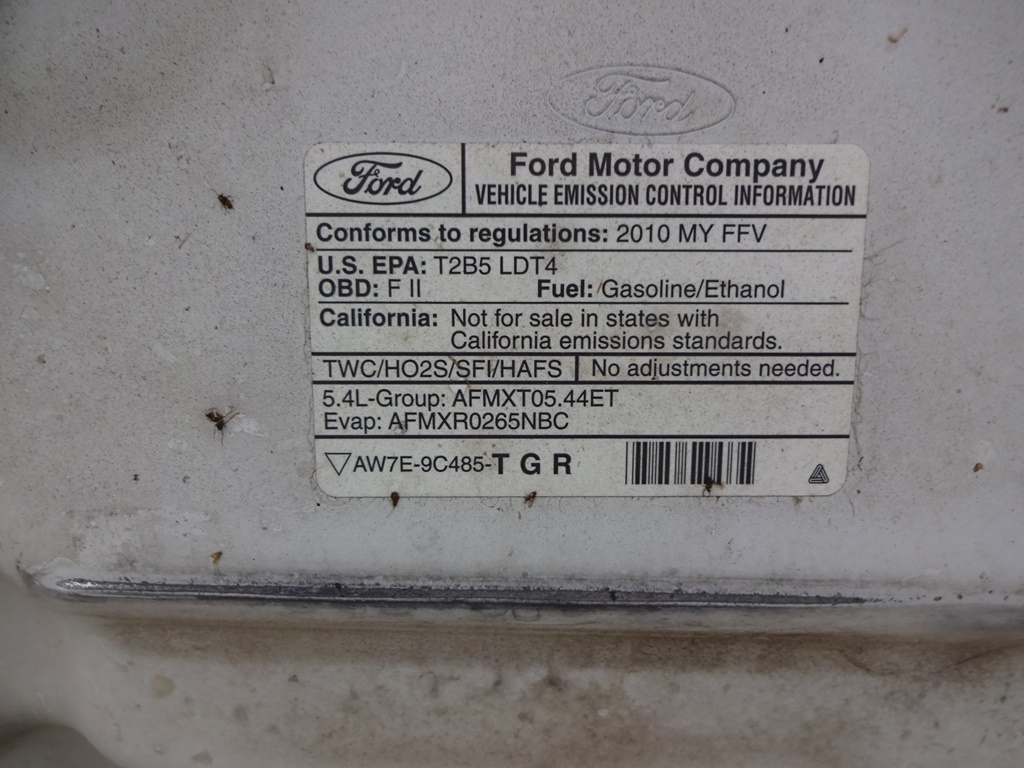 Ford
Ford
Ford Motor Company
VEHICLE EMISSION CONTROL INFORMATION
Conforms to regulations: 2010 MY FFV
U.S. EPA: T2B5 LDT4
OBD: F II Fuel: Gasoline/Ethanol
California: Not for sale in states with
California emissions standards.
TWC/HO2S/SFI/HAFS No adjustments needed.
5.4L-Group: AFMXT05.44ET
Evap: AFMXR0265NBC
▽AW7E-9C485-T G R